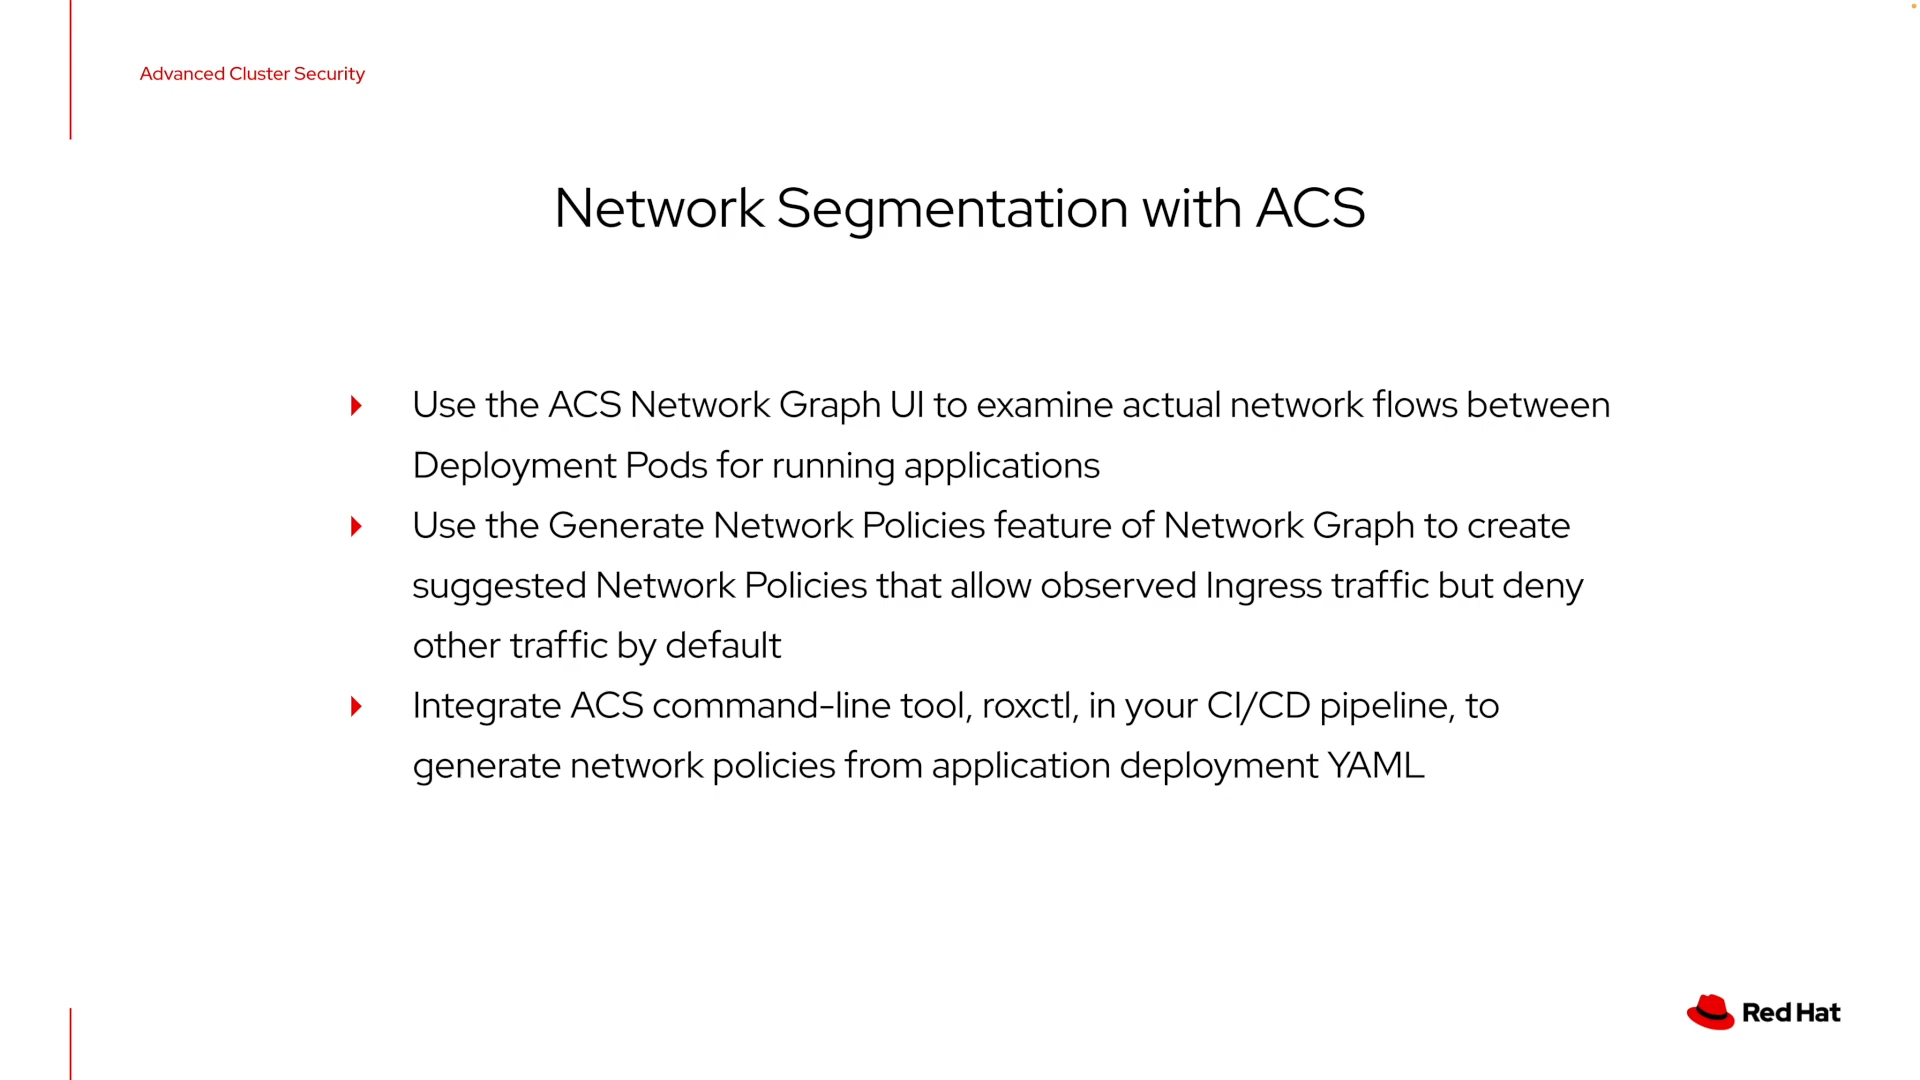 Advanced Cluster Security
Network Segmentation with ACS
Use the ACS Network Graph UI to examine actual network flows between
Deployment Pods for running applications
Use the Generate Network Policies feature of Network Graph to create
suggested Network Policies that allow observed Ingress traffic but deny
other traffic by default
Integrate ACS command-line tool, roxctl, in your CI/CD pipeline, to
generate network policies from application deployment YAML
Red Hat